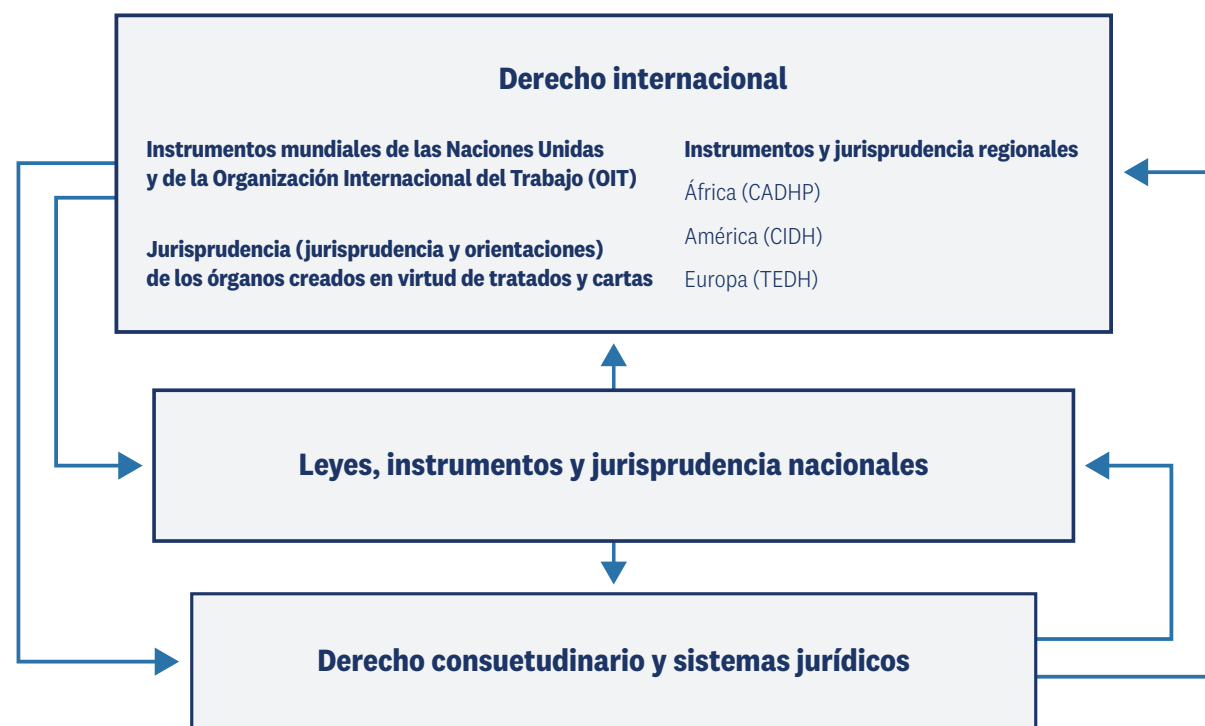 Derecho internacional
Instrumentos mundiales de las Naciones Unidas
y de la Organización Internacional del Trabajo (OIT)
Jurisprudencia (jurisprudencia y orientaciones)
de los órganos creados en virtud de tratados y cartas
Instrumentos y jurisprudencia regionales
África (CADHP)
América (CIDH)
Europa (TEDH)
Leyes, instrumentos y jurisprudencia nacionales
Derecho consuetudinario y sistemas jurídicos